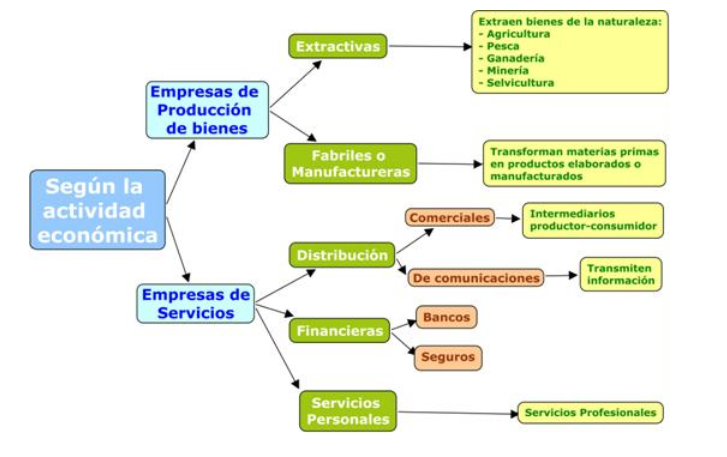 Según la
actividad
económica
Empresas de
Producción
de bienes
Extractivas
Extraen bienes de la naturaleza:
- Agricultura
- Pesca
- Ganadería
- Minería
- Selvicultura
Fabriles o
Manufactureras
Transforman materias primas
en productos elaborados o
manufacturados
Empresas de
Servicios
Distribución
Comerciales
Intermediarios
productor-consumidor
De comunicaciones
Transmiten
información
Financieras
Bancos
Seguros
Servicios
Personales
Servicios Profesionales